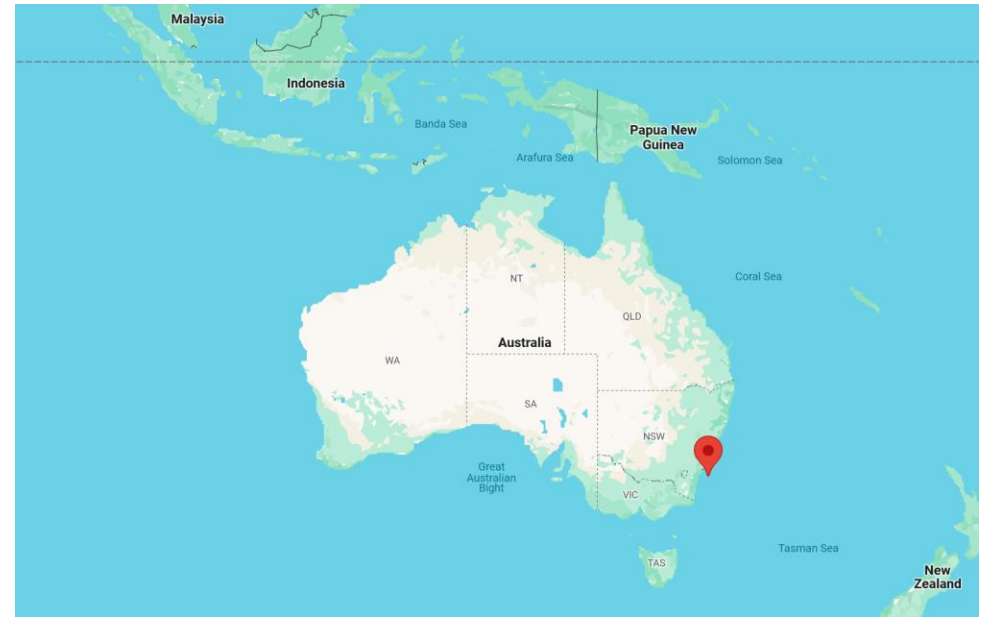 Malaysia
Indonesia
Banda Sea
Papua New
Guinea
Arafura Sea
Solomon Sea
Coral Sea
NT
QLD
Australia
WA
SA
NSW
Great
Australian
Bight
VIC
Tasman Sea
TAS
New
Zealand